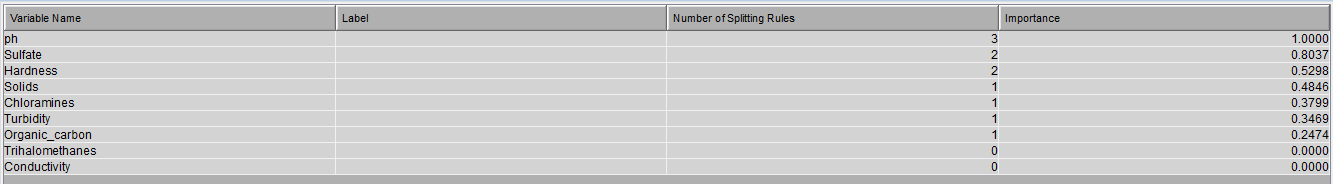 Variable Name Label Number of Splitting Rules Importance
ph 3 1.0000
Sulfate 2 0.8037
Hardness 2 0.5298
Solids 1 0.4846
Chloramines 1 0.3799
Turbidity 1 0.3469
Organic_carbon 1 0.2474
Trihalomethanes 0 0.0000
Conductivity 0 0.0000